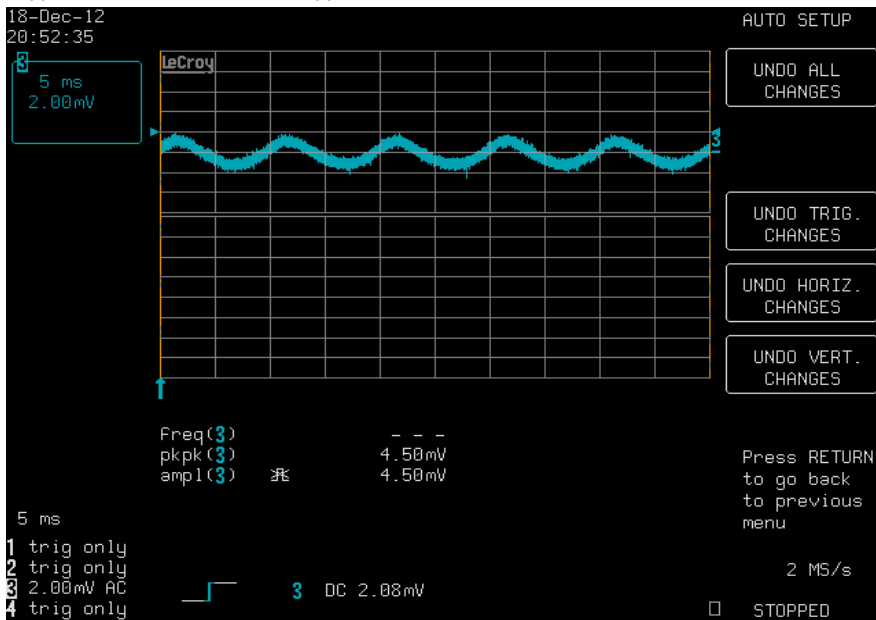 18-Dec-12
20:52:35
AUTO SETUP
3
5 ms
2.00mV
LeCroy
UNDO ALL
CHANGES
3
UNDO TRIG.
CHANGES
UNDO HORIZ.
CHANGES
UNDO VERT.
CHANGES
Freq(3) - - -
pkpk(3) 4.50mV
ampl(3) 4.50mV
Press RETURN
to go back
to previous
menu
5 ms
1 trig only
2 trig only
3 2.00mV AC
4 trig only
3 DC 2.08mV
2 MS/s
STOPPED